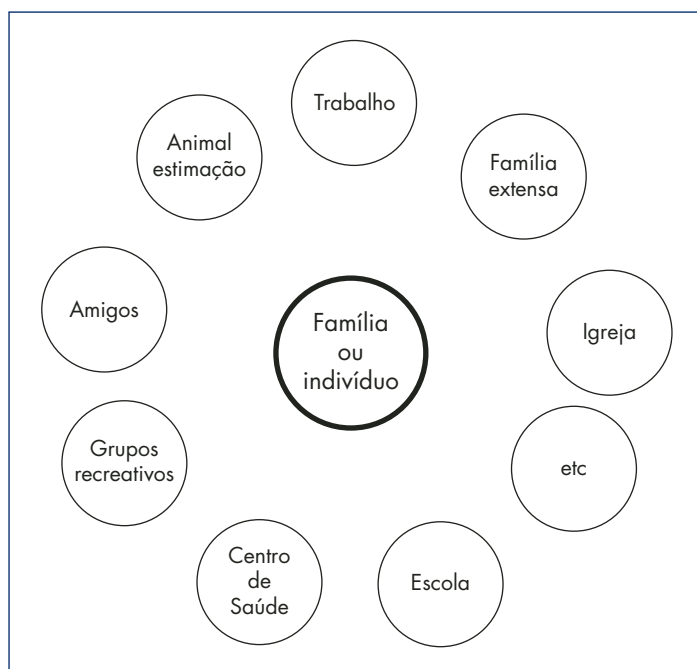 Trabalho
Animal
estimação
Família
extensa
Amigos
Família
ou
indivíduo
Igreja
Grupos
recreativos
etc
Centro
de
Saúde
Escola